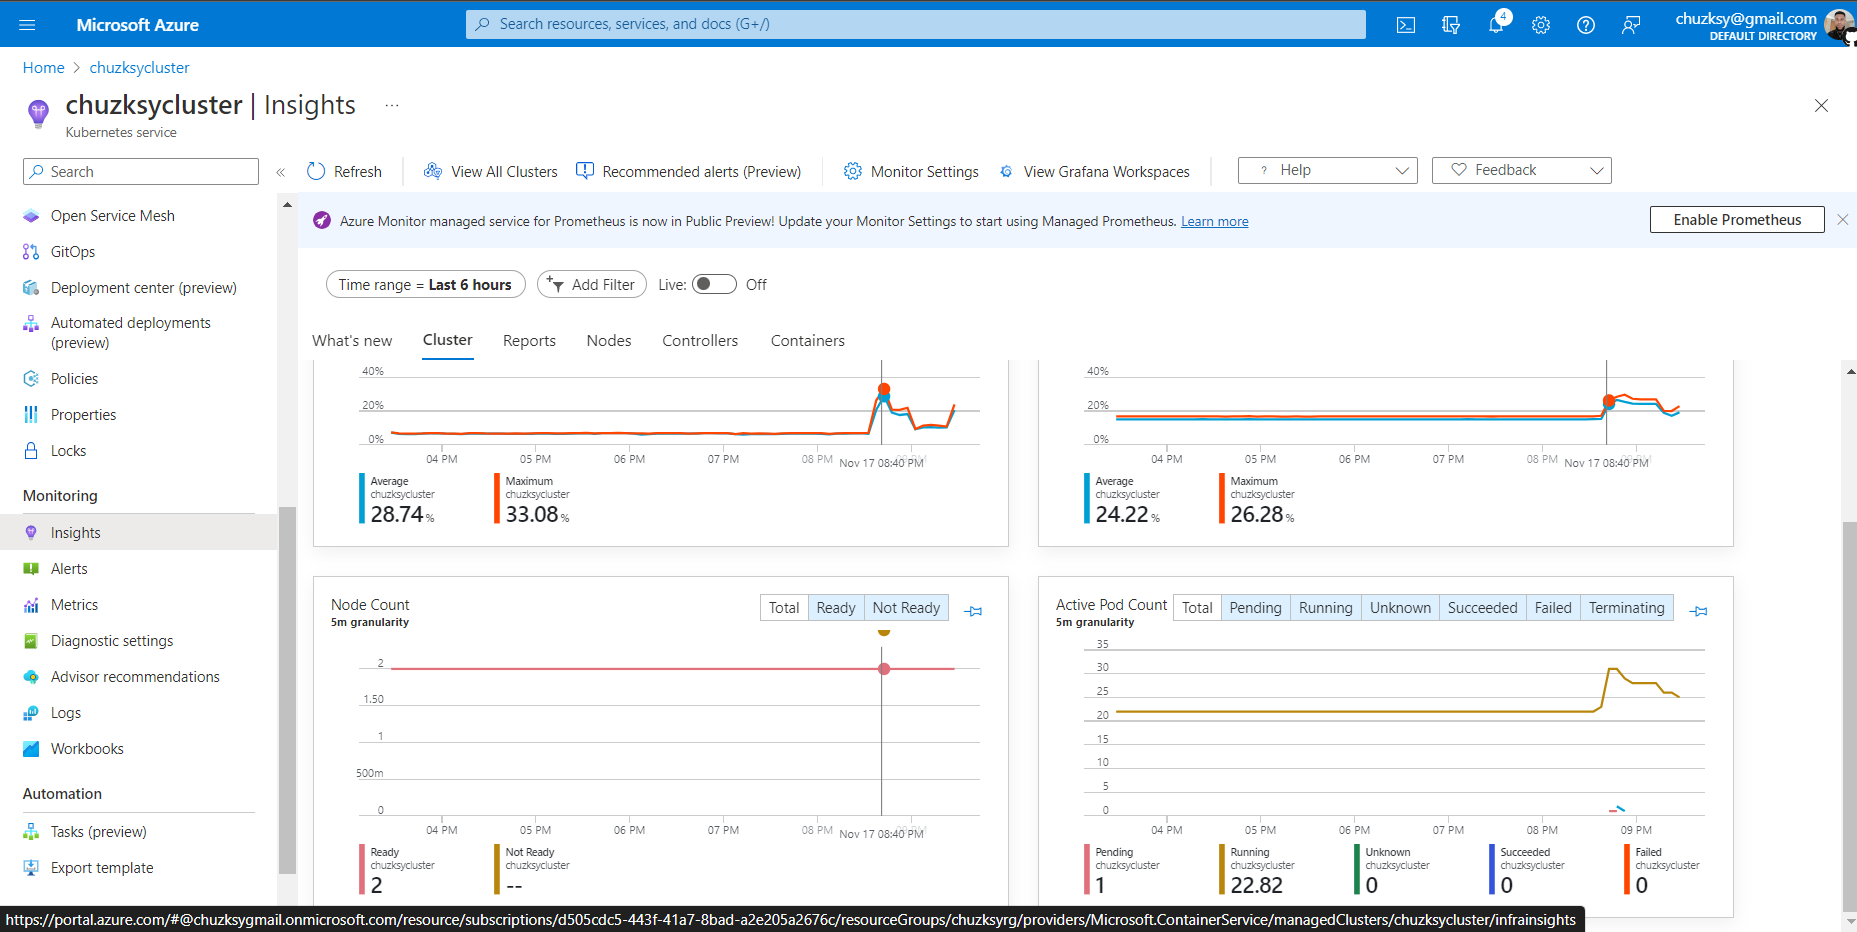 Microsoft Azure
Search resources, services, and docs (G+/)
4
chuzksy@gmail.com
DEFAULT DIRECTORY
Home > chuzksycluster
chuzksycluster | Insights ...
Kubernetes service
Search
«
Refresh
View All Clusters
Recommended alerts (Preview)
Monitor Settings
View Grafana Workspaces
? Help
Feedback
Open Service Mesh
GitOps
Deployment center (preview)
Automated deployments
(preview)
Policies
Properties
Locks
Monitoring
Insights
Alerts
Metrics
Diagnostic settings
Advisor recommendations
Logs
Workbooks
Automation
Tasks (preview)
Export template
Azure Monitor managed service for Prometheus is now in Public Preview! Update your Monitor Settings to start using Managed Prometheus. Learn more
Enable Prometheus
Time range = Last 6 hours
Add Filter
Live: Off
What's new
Cluster
Reports
Nodes
Controllers
Containers
40%
20%
0%
04 PM 05 PM 06 PM 07 PM 08 PM Nov 17 08:40 PM
Average
chuzksycluster
28.74%
Maximum
chuzksycluster
33.08%
40%
20%
0%
04 PM 05 PM 06 PM 07 PM 08 PM Nov 17 08:40 PM
Average
chuzksycluster
24.22%
Maximum
chuzksycluster
26.28%
Node Count
5m granularity
Total Ready Not Ready
2
1.50
1
500m
0
04 PM 05 PM 06 PM 07 PM 08 PM Nov 17 08:40 PM
Ready
chuzksycluster
2
Not Ready
chuzksycluster
--
Active Pod Count
5m granularity
Total Pending Running Unknown Succeeded Failed Terminating
35
30
25
20
15
10
5
0
04 PM 05 PM 06 PM 07 PM 08 PM 09 PM
Pending
chuzksycluster
1
Running
chuzksycluster
22.82
Unknown
chuzksycluster
0
Succeeded
chuzksycluster
0
Failed
chuzksycluster
0
https://portal.azure.com/#@chuzksygmail.onmicrosoft.com/resource/subscriptions/d505cdc5-443f-41a7-8bad-a2e205a2676c/resourceGroups/chuzksyrg/providers/Microsoft.ContainerService/managedClusters/chuzksycluster/infrainsights